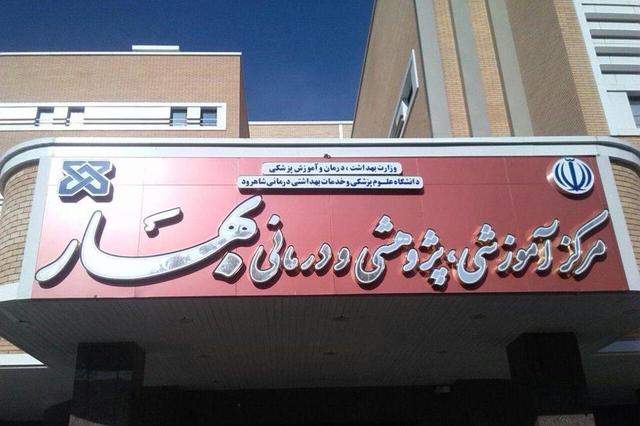 وزارت بهداشت، درمان و آموزش پزشکی
دانشگاه علوم پزشکی و خدمات بهداشتی درمانی شاهرود
مرکز آموزشی، پژوهشی و درمانی بهار